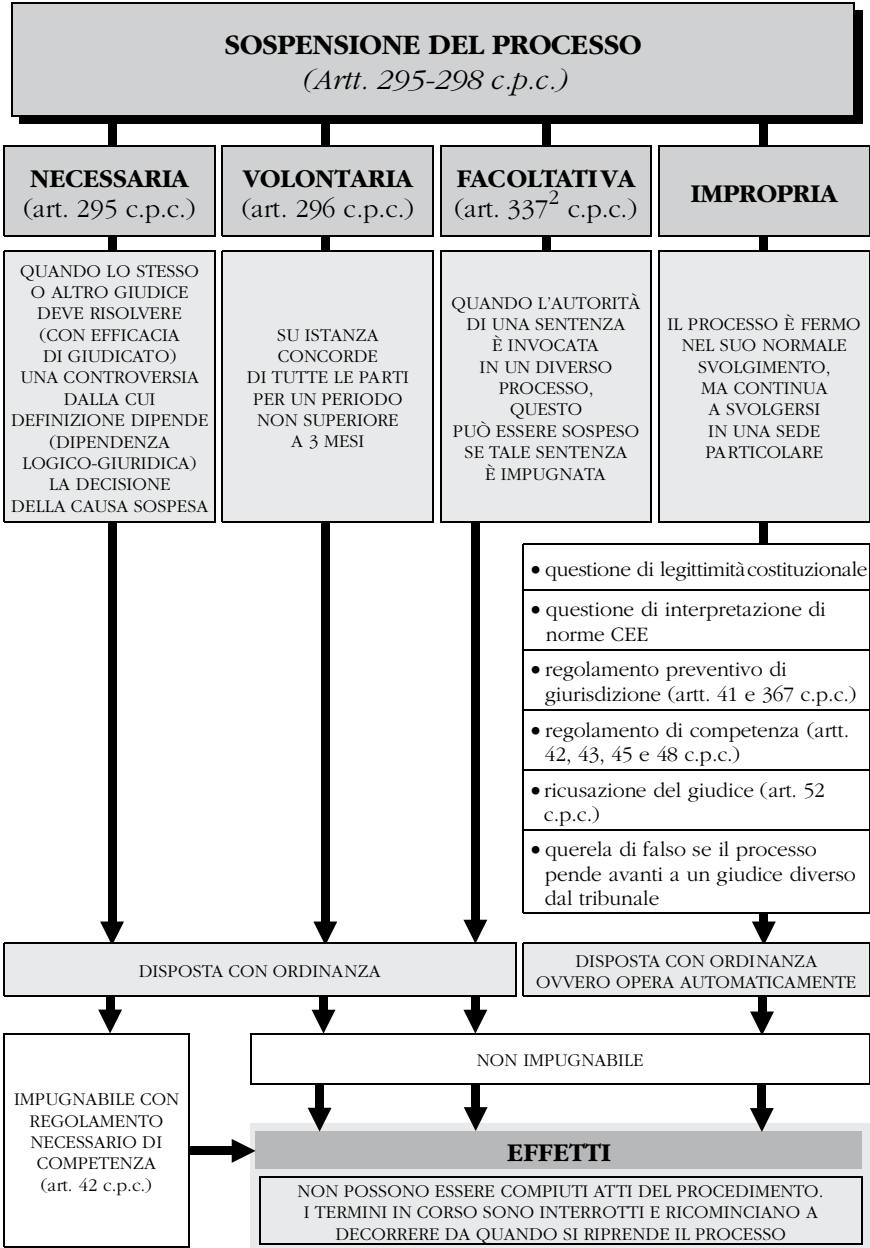 SOSPENSIONE DEL PROCESSO
(Artt. 295-298 c.p.c.)
NECESSARIA
(art. 295 c.p.c.)
VOLONTARIA
(art. 296 c.p.c.)
FACOLTATIVA
(art. 337² c.p.c.)
IMPROPRIA
QUANDO LO STESSO
O ALTRO GIUDICE
DEVE RISOLVERE
(CON EFFICACIA
DI GIUDICATO)
UNA CONTROVERSIA
DALLA CUI
DEFINIZIONE DIPENDE
(DIPENDENZA
LOGICO-GIURIDICA)
LA DECISIONE
DELLA CAUSA SOSPESA
SU ISTANZA
CONCORDE
DI TUTTE LE PARTI
PER UN PERIODO
NON SUPERIORE
A 3 MESI
QUANDO L'AUTORITÀ
DI UNA SENTENZA
È INVOCATA
IN UN DIVERSO
PROCESSO,
QUESTO
PUÒ ESSERE SOSPESO
SE TALE SENTENZA
È IMPUGNATA
IL PROCESSO È FERMO
NEL SUO NORMALE
SVOLGIMENTO,
MA CONTINUA
A SVOLGERSI
IN UNA SEDE
PARTICOLARE
• questione di legittimità costituzionale
• questione di interpretazione di
norme CEE
• regolamento preventivo di
giurisdizione (artt. 41 e 367 c.p.c.)
• regolamento di competenza (artt.
42, 43, 45 e 48 c.p.c.)
• ricusazione del giudice (art. 52
c.p.c.)
• querela di falso se il processo
pende avanti a un giudice diverso
dal tribunale
DISPOSTA CON ORDINANZA
DISPOSTA CON ORDINANZA
OVVERO OPERA AUTOMATICAMENTE
IMPUGNABILE CON
REGOLAMENTO
NECESSARIO DI
COMPETENZA
(art. 42 c.p.c.)
NON IMPUGNABILE
EFFETTI
NON POSSONO ESSERE COMPIUTI ATTI DEL PROCEDIMENTO.
I TERMINI IN CORSO SONO INTERROTTI E RICOMINCIANO A
DECORRERE DA QUANDO SI RIPRENDE IL PROCESSO